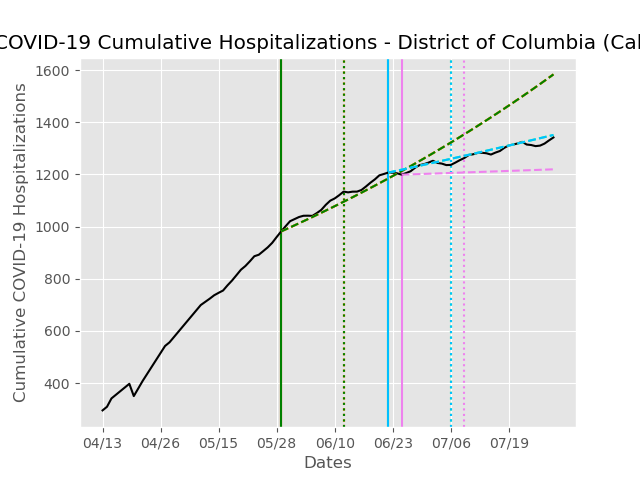 COVID-19 Cumulative Hospitalizations - District of Columbia (Cal
Cumulative COVID-19 Hospitalizations
1600
1400
1200
1000
800
600
400
04/13 04/26 05/15 05/28 06/10 06/23 07/06 07/19
Dates